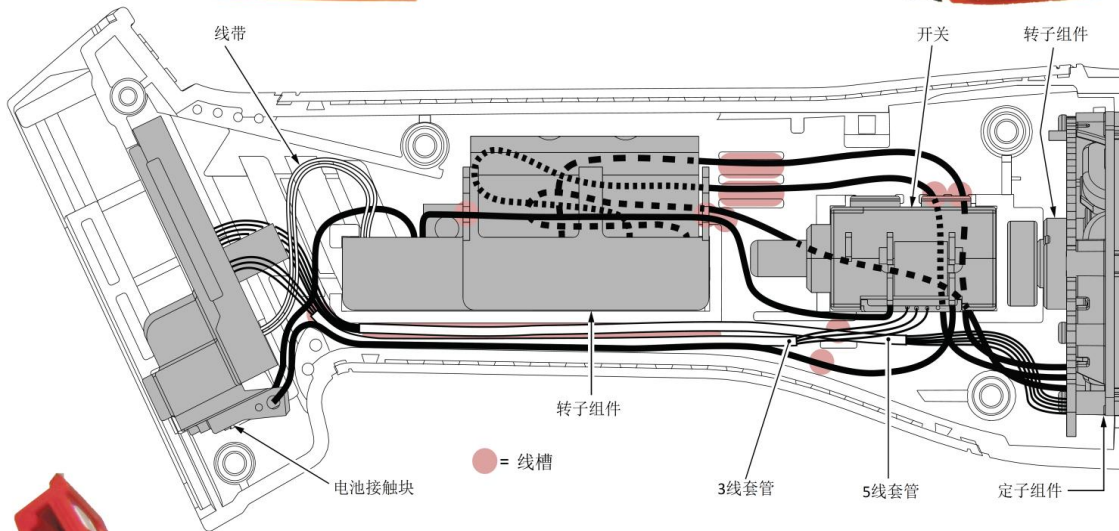 线带
开关
转子组件
转子组件
= 线槽
电池接触块
3线套管
5线套管
定子组件